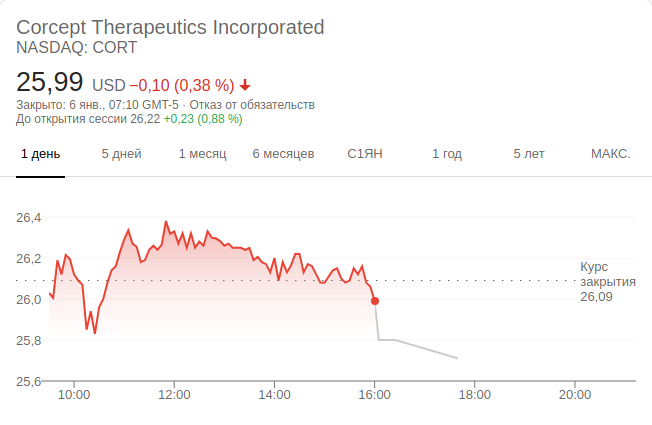 Corcept Therapeutics Incorporated
NASDAQ: CORT
25,99 USD −0,10 (0,38 %)
Закрыто: 6 янв., 07:10 GMT-5 · Отказ от обязательств
До открытия сессии 26,22 +0,23 (0,88 %)
1 день 5 дней 1 месяц 6 месяцев С1ЯН 1 год 5 лет МАКС.
26,4
26,2
26,0
25,8
25,6
Курс
закрытия
26,09
10:00 12:00 14:00 16:00 18:00 20:00